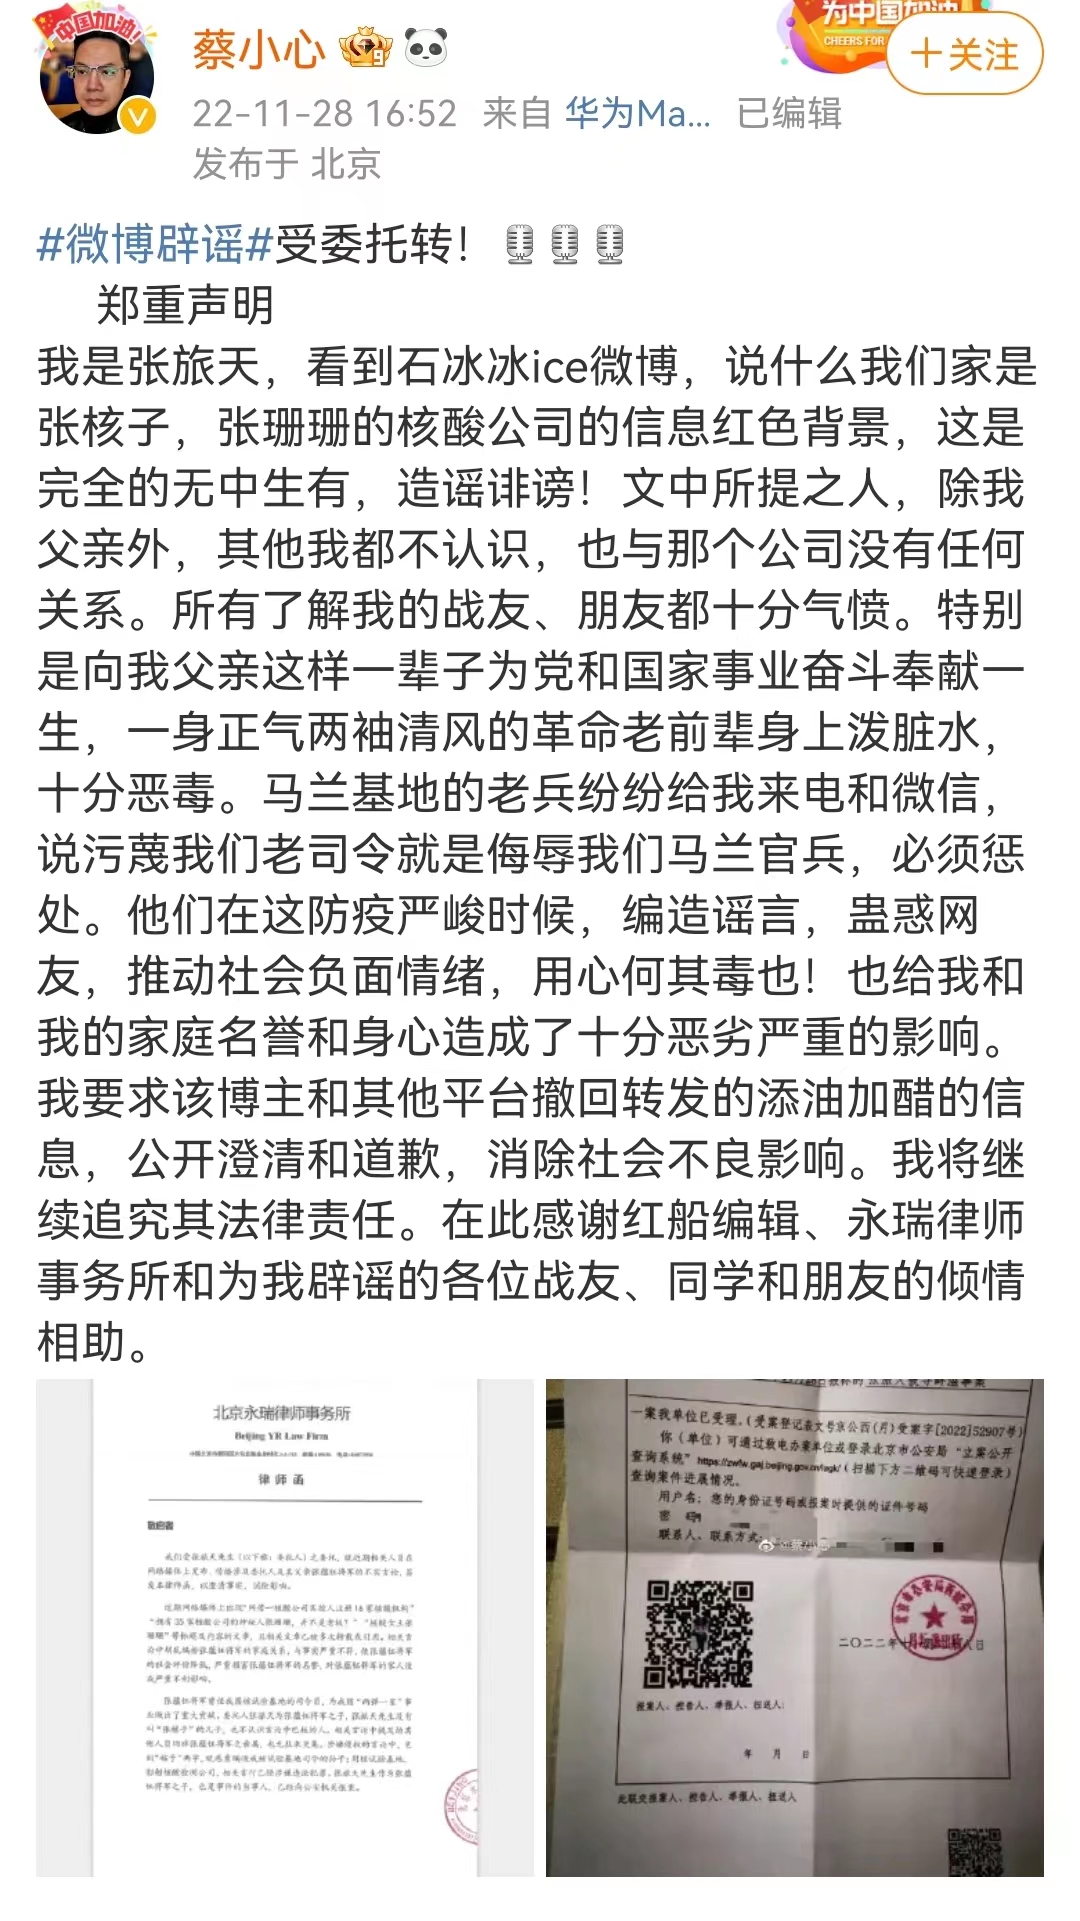 中国加油!
为中国加油
CHEERS FOR
蔡小心
9
+关注
22-11-28 16:52 来自 华为Ma... 已编辑
发布于 北京
#微博辟谣#受委托转！
郑重声明
我是张旅天，看到石冰冰ice微博，说什么我们家是
张核子，张珊珊的核酸公司的信息红色背景，这是
完全的无中生有，造谣诽谤！文中所提之人，除我
父亲外，其他我都不认识，也与那个公司没有任何
关系。所有了解我的战友、朋友都十分气愤。特别
是向我父亲这样一辈子为党和国家事业奋斗奉献一
生，一身正气两袖清风的革命老前辈身上泼脏水，
十分恶毒。马兰基地的老兵纷纷给我来电和微信，
说污蔑我们老司令就是侮辱我们马兰官兵，必须惩
处。他们在这防疫严峻时候，编造谣言，蛊惑网
友，推动社会负面情绪，用心何其毒也！也给我和
我的家庭名誉和身心造成了十分恶劣严重的影响。
我要求该博主和其他平台撤回转发的添油加醋的信
息，公开澄清和道歉，消除社会不良影响。我将继
续追究其法律责任。在此感谢红船编辑、永瑞律师
事务所和为我辟谣的各位战友、同学和朋友的倾情
相助。
北京永瑞律师事务所
Beijing YR Law Firm
律师函
敬启者
一案我单位已受理。(受案登记表文号京公西(月)受案字[2022]52907号)
你（单位）可通过致电办案单位或登录北京市公安局“立案公开
查询系统”https://zwfw.gaj.beijing.gov.cn/lagk/（扫描下方二维码可快速登录）
查询案件进展情况。
用户名：您的身份证号码或报案时提供的证件号码
密 码
联系人、联系方式:
报案人、控告人、举报人、扭送人:
年 月 日
此联交报案人、控告人、举报人、扭送人